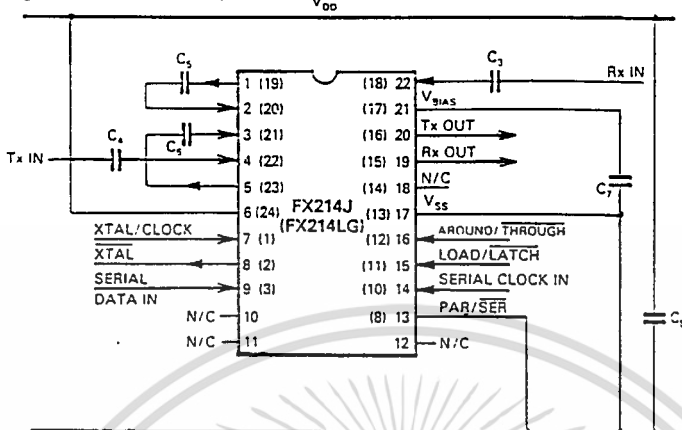 VDD
C5
1 (19)
(18) 22
C3
Rx IN
2 (20)
(17) 21
VBIAS
3 (21)
(16) 20
Tx OUT
Tx IN
C4
4 (22)
(15) 19
Rx OUT
5 (23)
(14) 18
N/C
C7
6 (24)
FX214J
(FX214LG)
(13) 17
VSS
XTAL/CLOCK
7 (1)
(12) 16
AROUND/THROUGH
XTAL
8 (2)
(11) 15
LOAD/LATCH
SERIAL
DATA IN
9 (3)
(10) 14
SERIAL CLOCK IN
N/C
10
(8) 13
PAR/SER
N/C
11
12
N/C